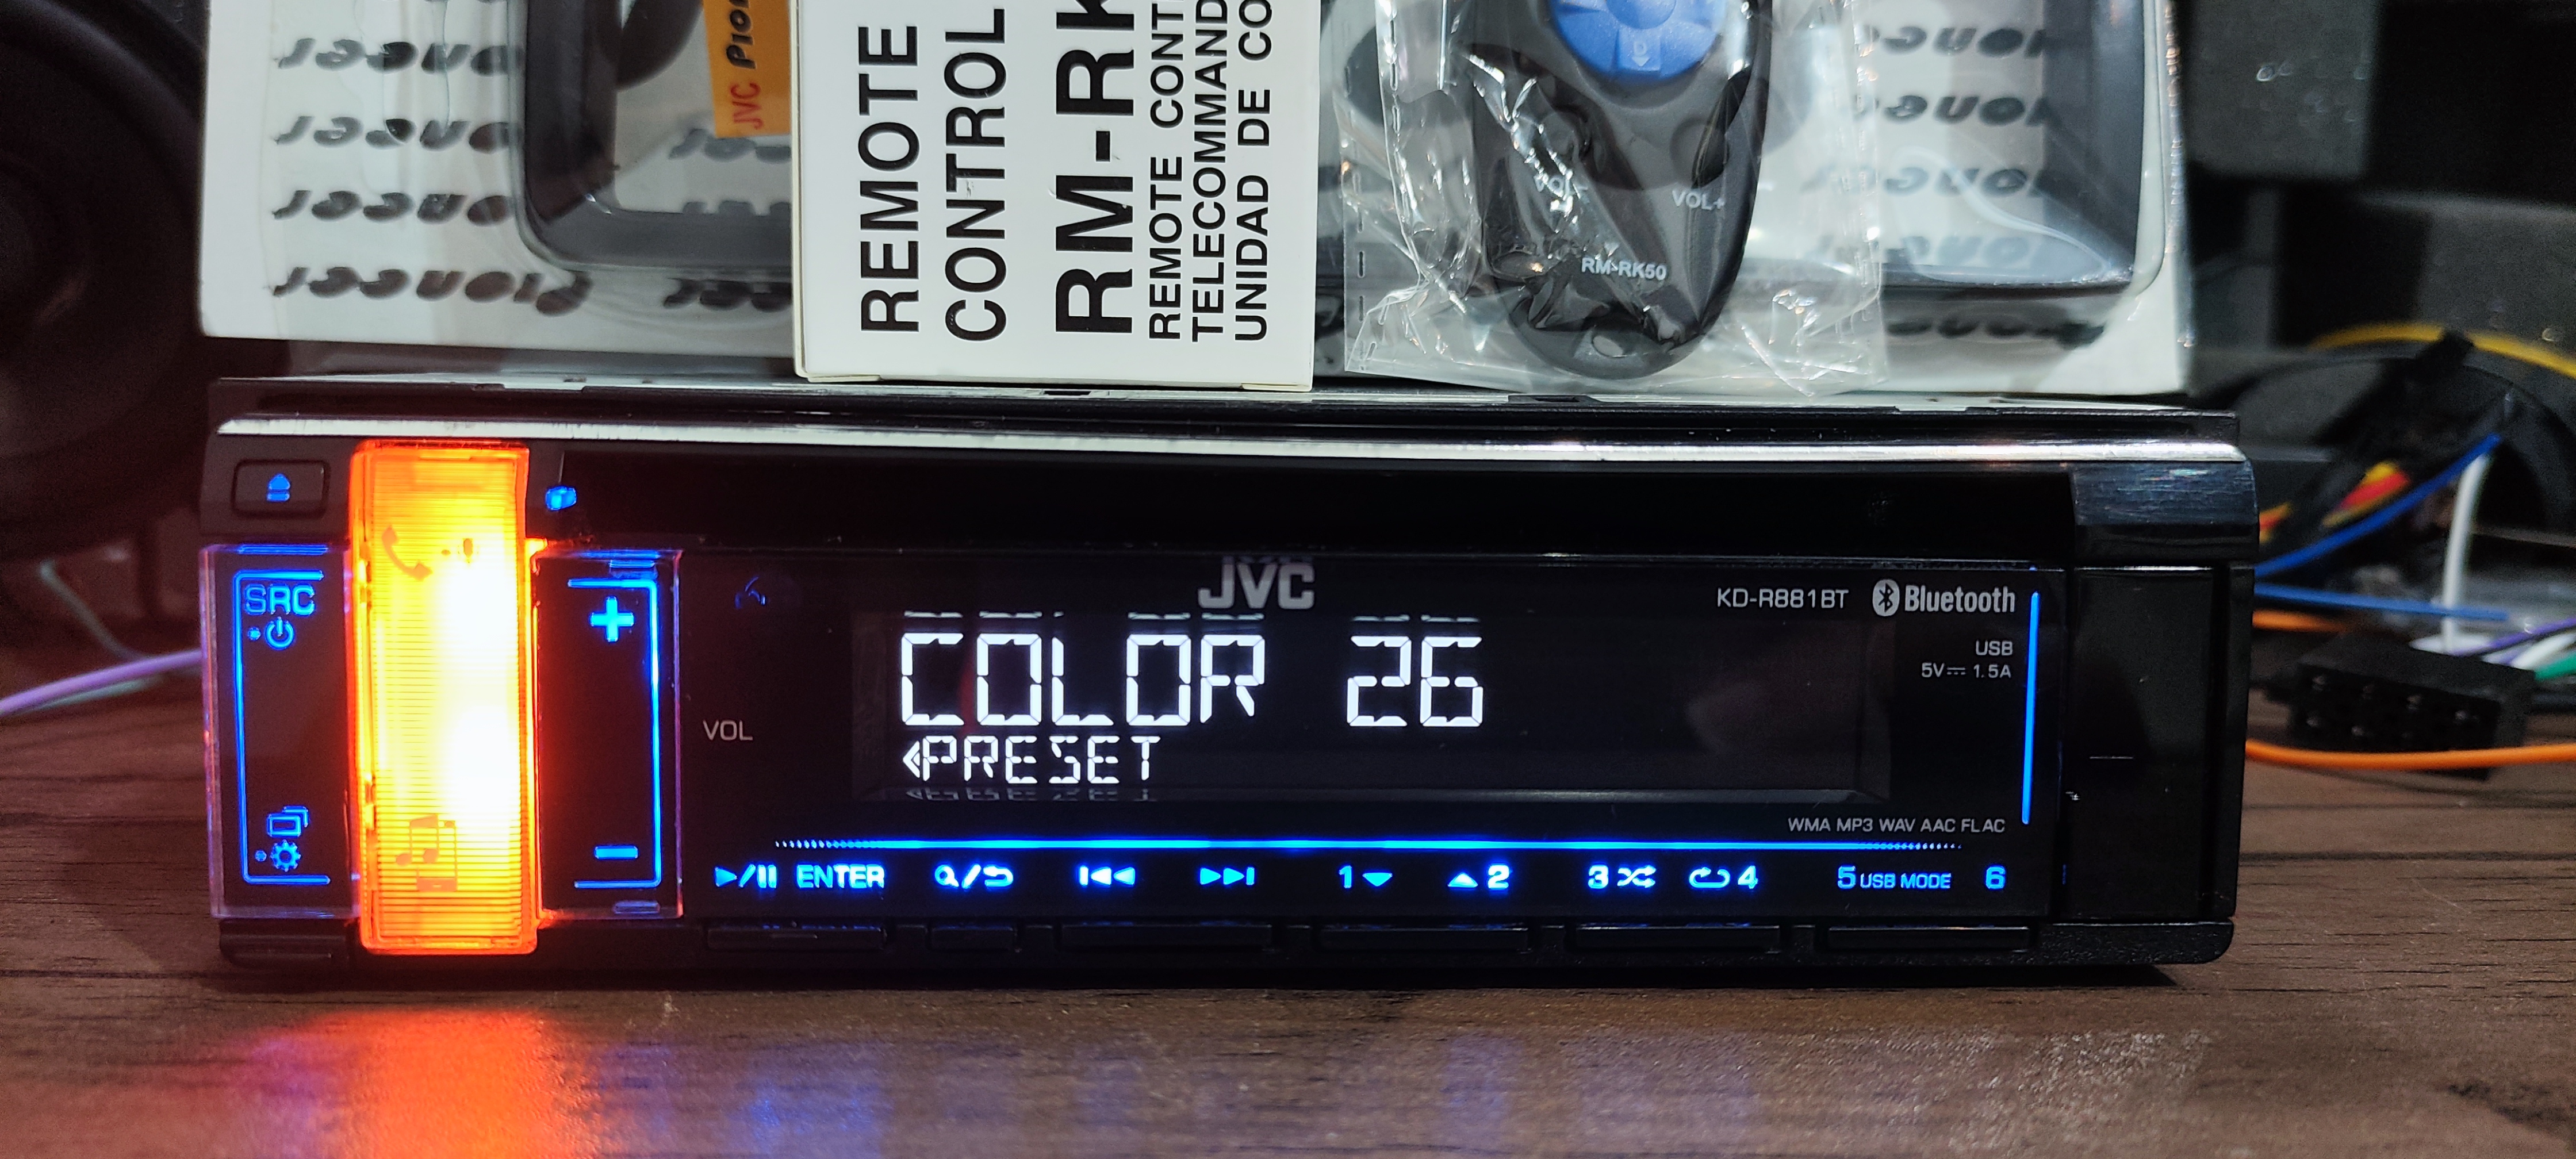 JVC Pion
REMOTE
CONTROL
RM-RK
REMOTE CONT
TELECOMMAND
UNIDAD DE CO
VOL-
VOL+
RM-RK50
SRC
+
-
VOL
JVC
KD-R881BT Bluetooth
USB
5V 1.5A
COLOR 26
PRESET
WMA MP3 WAV AAC FLAC
ENTER
1
2
3
4
5 USB MODE
6